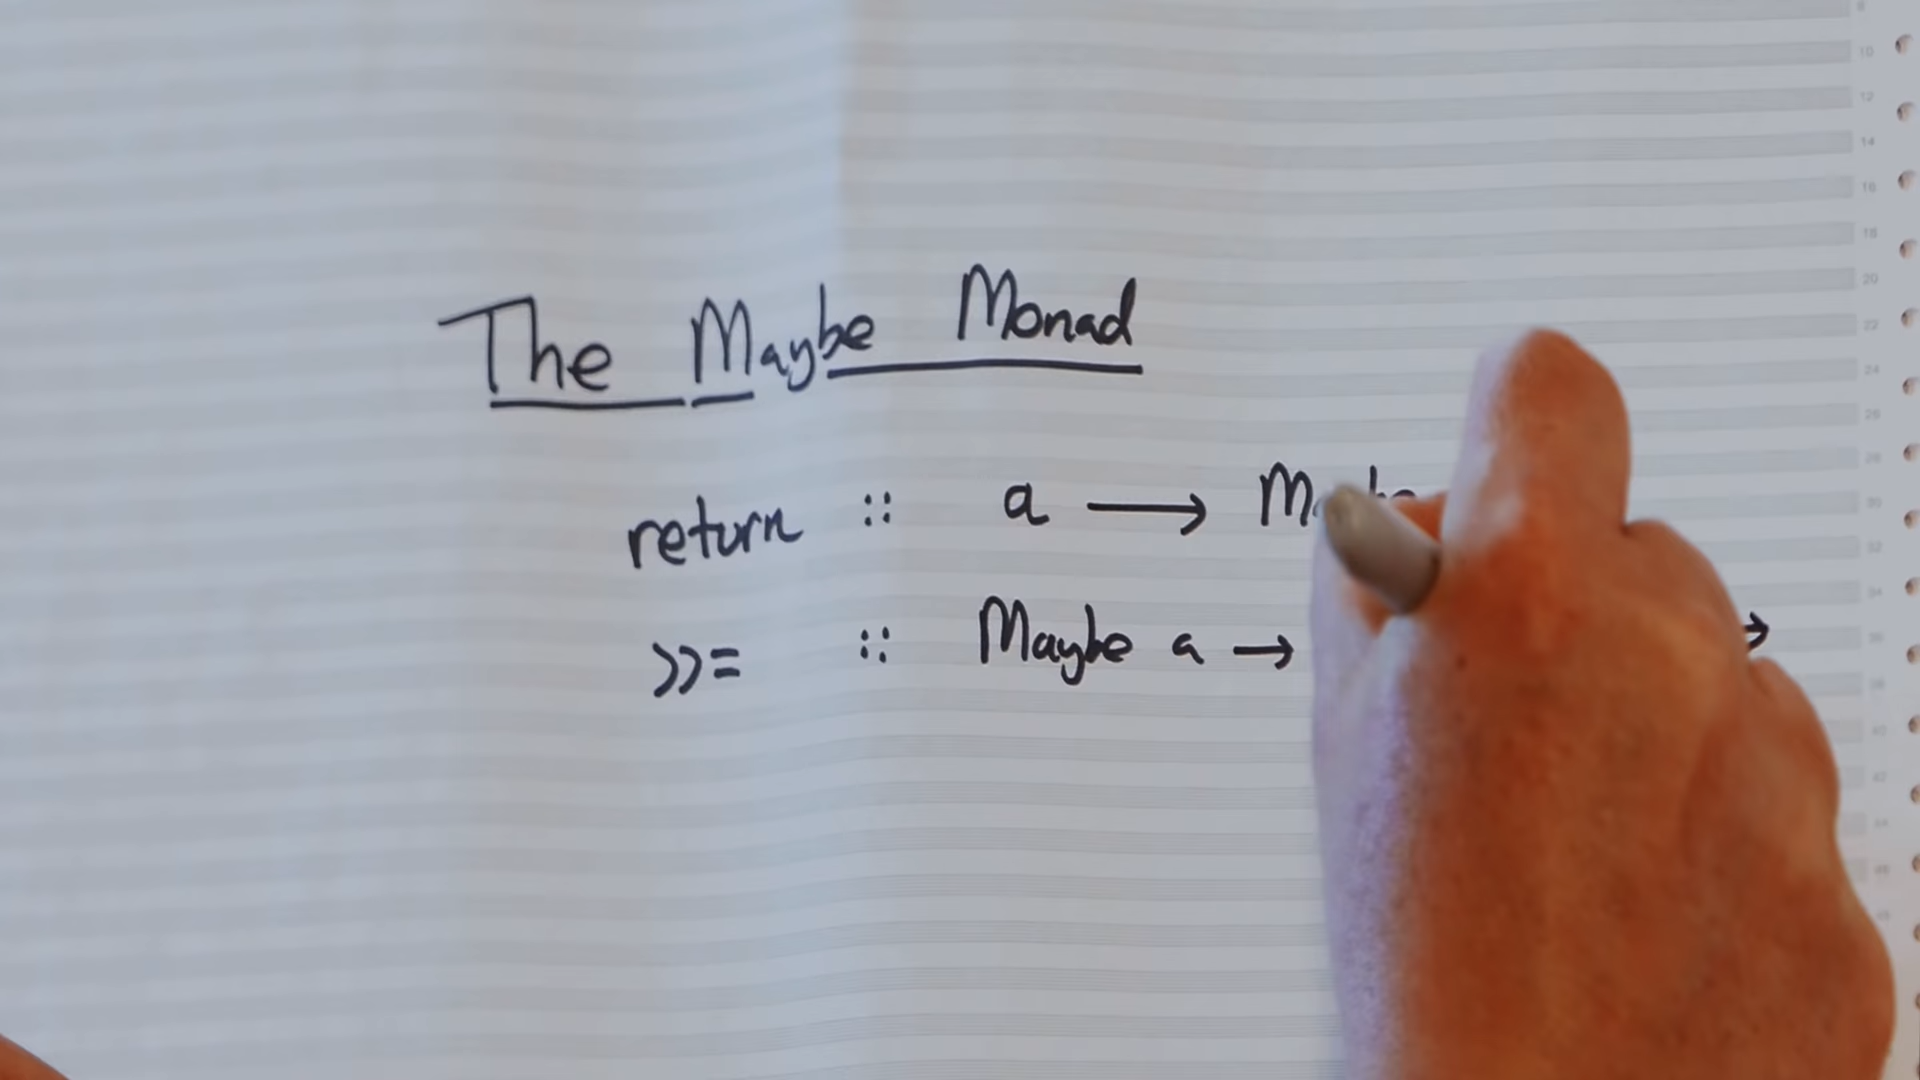 The Maybe Monad
return :: a ⟶
>>= :: Maybe a → →